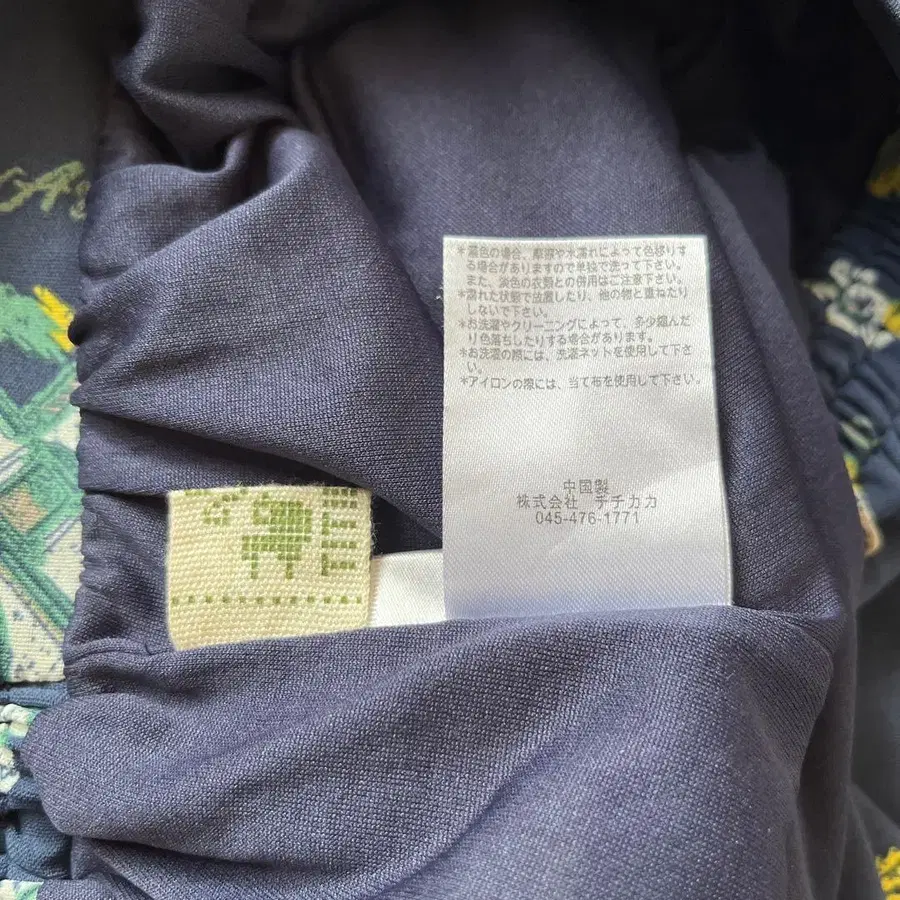 *濃色の場合、摩擦や水濡れによって色移りす
る場合がありますので単独で洗って下さい。
また、淡色の衣類との併用はご注意下さい。
*濡れた状態で放置したり、他の物と重ねたり
しないで下さい。
*お洗濯やクリーニングによって、多少縮んだ
り色落ちしたりする場合があります。
*お洗濯の際には、洗濯ネットを使用して下さ
い。
*アイロンの際には、当て布を使用して下さい。
中国製
株式会社 チチカカ
045-476-1771
TITI